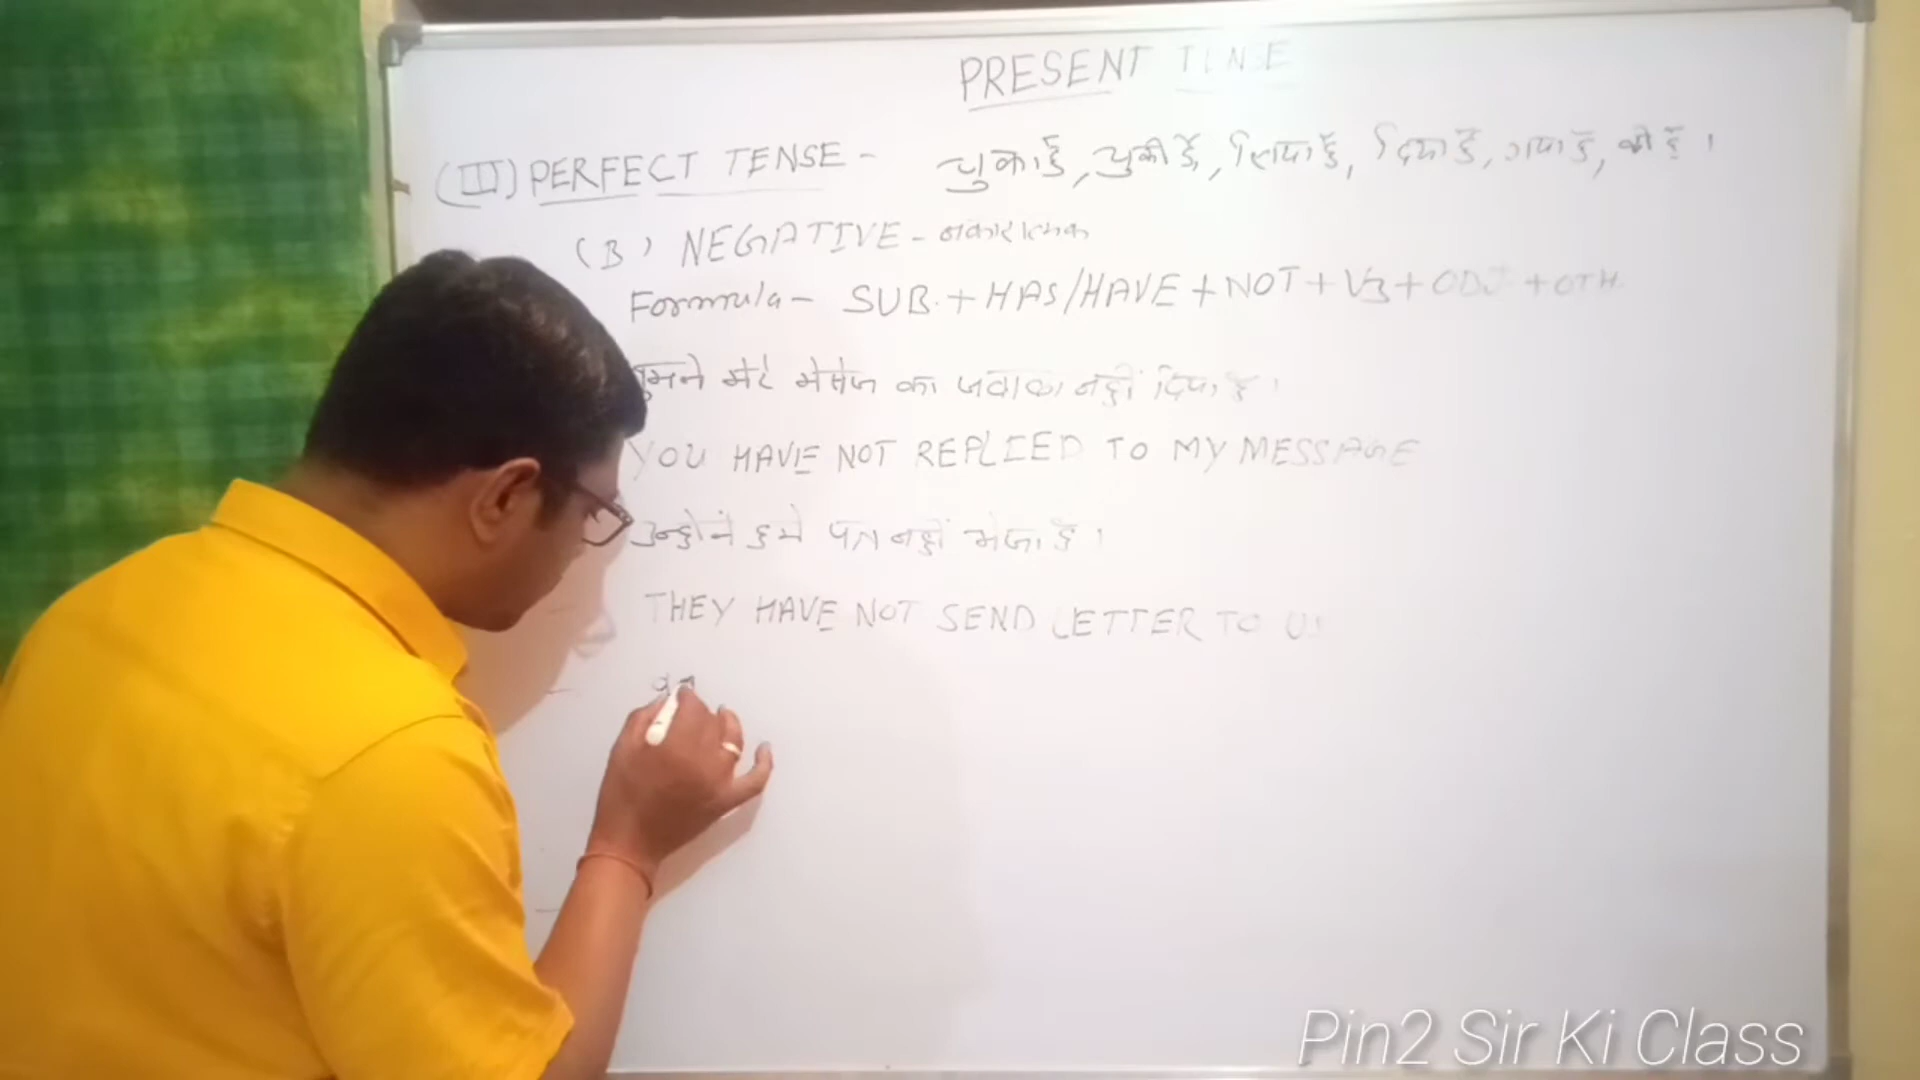 PRESENT TENSE
(III) PERFECT TENSE - चुका है, चुकी है, लिया है, दिया है, गया है, की है।
(B) NEGATIVE - नकारात्मक
Formula - SUB. + HAS/HAVE + NOT + V3 + OBJ + OTH.
तुमने मेरे मेसेज का जवाब नहीं दिया है।
YOU HAVE NOT REPLIED TO MY MESSAGE
उन्होंने हमे पत्र नहीं भेजा है।
THEY HAVE NOT SEND LETTER TO US
Pin2 Sir Ki Class